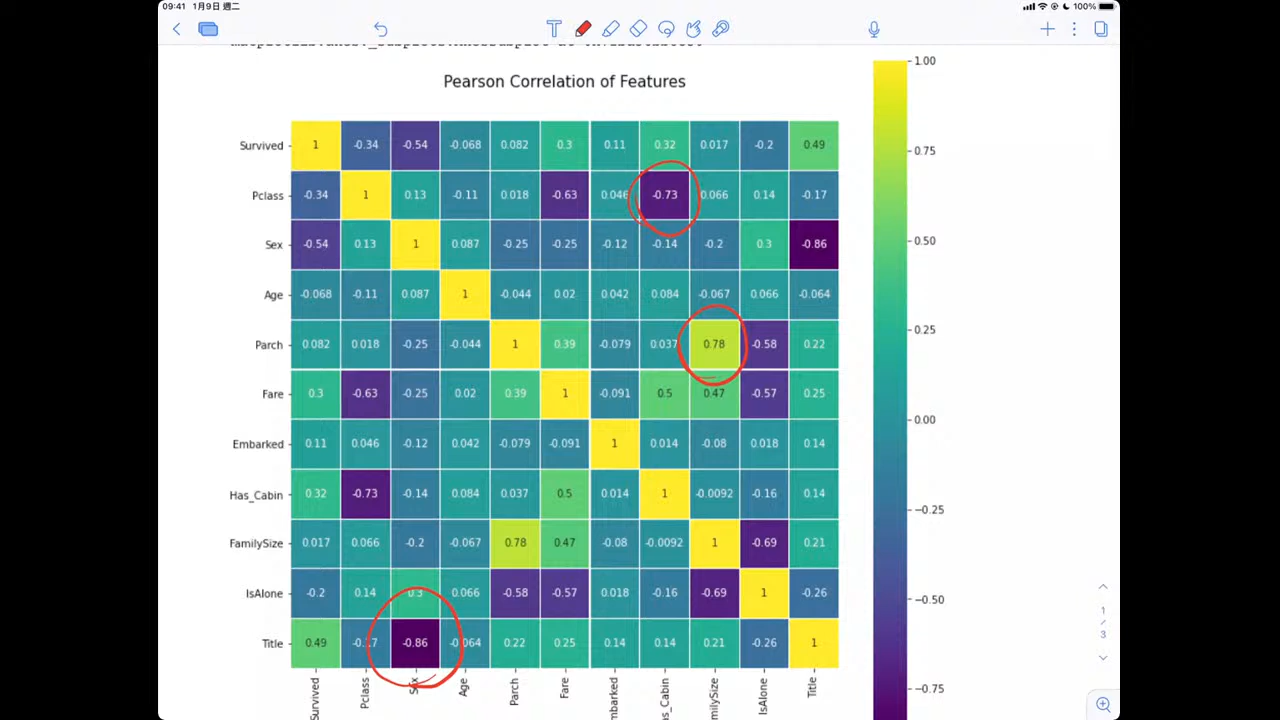 09:41 1月9日 週二
100%
Pearson Correlation of Features
1.00
Survived 1 -0.34 -0.54 -0.068 0.082 0.3 0.11 0.32 0.017 -0.2 0.49
0.75
Pclass -0.34 1 0.13 -0.11 0.018 -0.63 0.046 -0.73 0.066 0.14 -0.17
Sex -0.54 0.13 1 0.087 -0.25 -0.25 -0.12 -0.14 -0.2 0.3 -0.86
0.50
Age -0.068 -0.11 0.087 1 -0.044 0.02 0.042 0.084 -0.067 0.066 -0.064
0.25
Parch 0.082 0.018 -0.25 -0.044 1 0.39 -0.079 0.037 0.78 -0.58 0.22
Fare 0.3 -0.63 -0.25 0.02 0.39 1 -0.091 0.5 0.47 -0.57 0.25
0.00
Embarked 0.11 0.046 -0.12 0.042 -0.079 -0.091 1 0.014 -0.08 0.018 0.14
Has_Cabin 0.32 -0.73 -0.14 0.084 0.037 0.5 0.014 1 -0.0092 -0.16 0.14
-0.25
FamilySize 0.017 0.066 -0.2 -0.067 0.78 0.47 -0.08 -0.0092 1 -0.69 0.21
IsAlone -0.2 0.14 0.3 0.066 -0.58 -0.57 0.018 -0.16 -0.69 1 -0.26
-0.50
Title 0.49 -0.17 -0.86 -0.064 0.22 0.25 0.14 0.14 0.21 -0.26 1
-0.75
Survived Pclass Sex Age Parch Fare mbarked as_Cabin milySize IsAlone Title
1
/
3